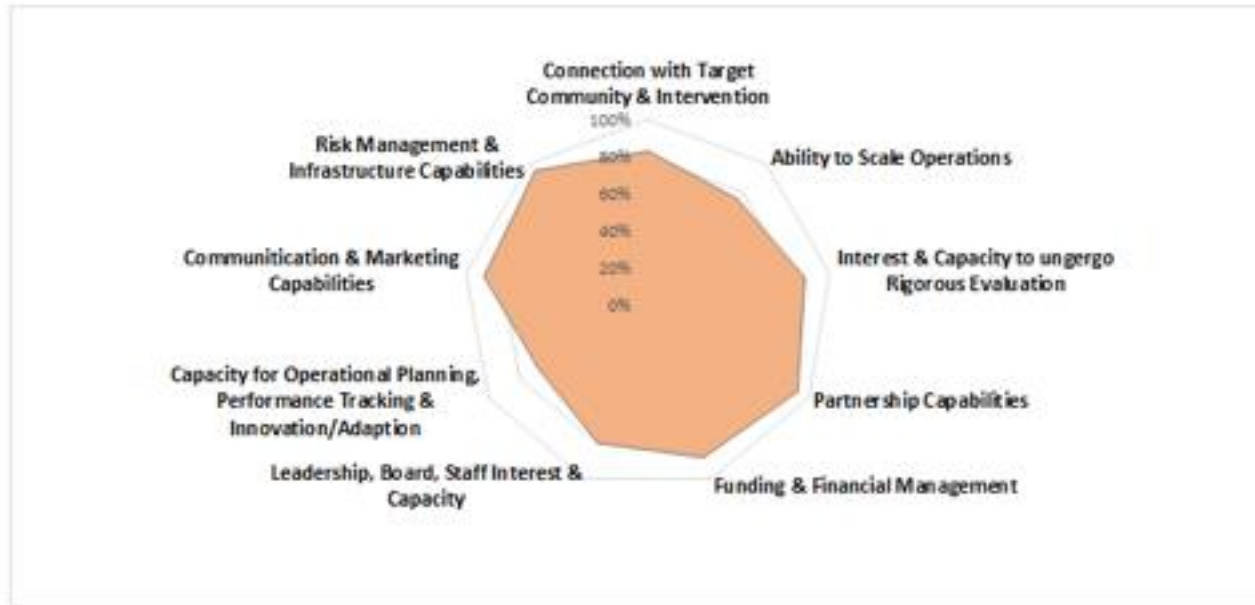 Connection with Target
Community & Intervention
100%
80%
60%
40%
20%
0%
Ability to Scale Operations
Interest & Capacity to ungergo
Rigorous Evaluation
Partnership Capabilities
Funding & Financial Management
Leadership, Board, Staff Interest &
Capacity
Capacity for Operational Planning,
Performance Tracking &
Innovation/Adaption
Communitication & Marketing
Capabilities
Risk Management &
Infrastructure Capabilities